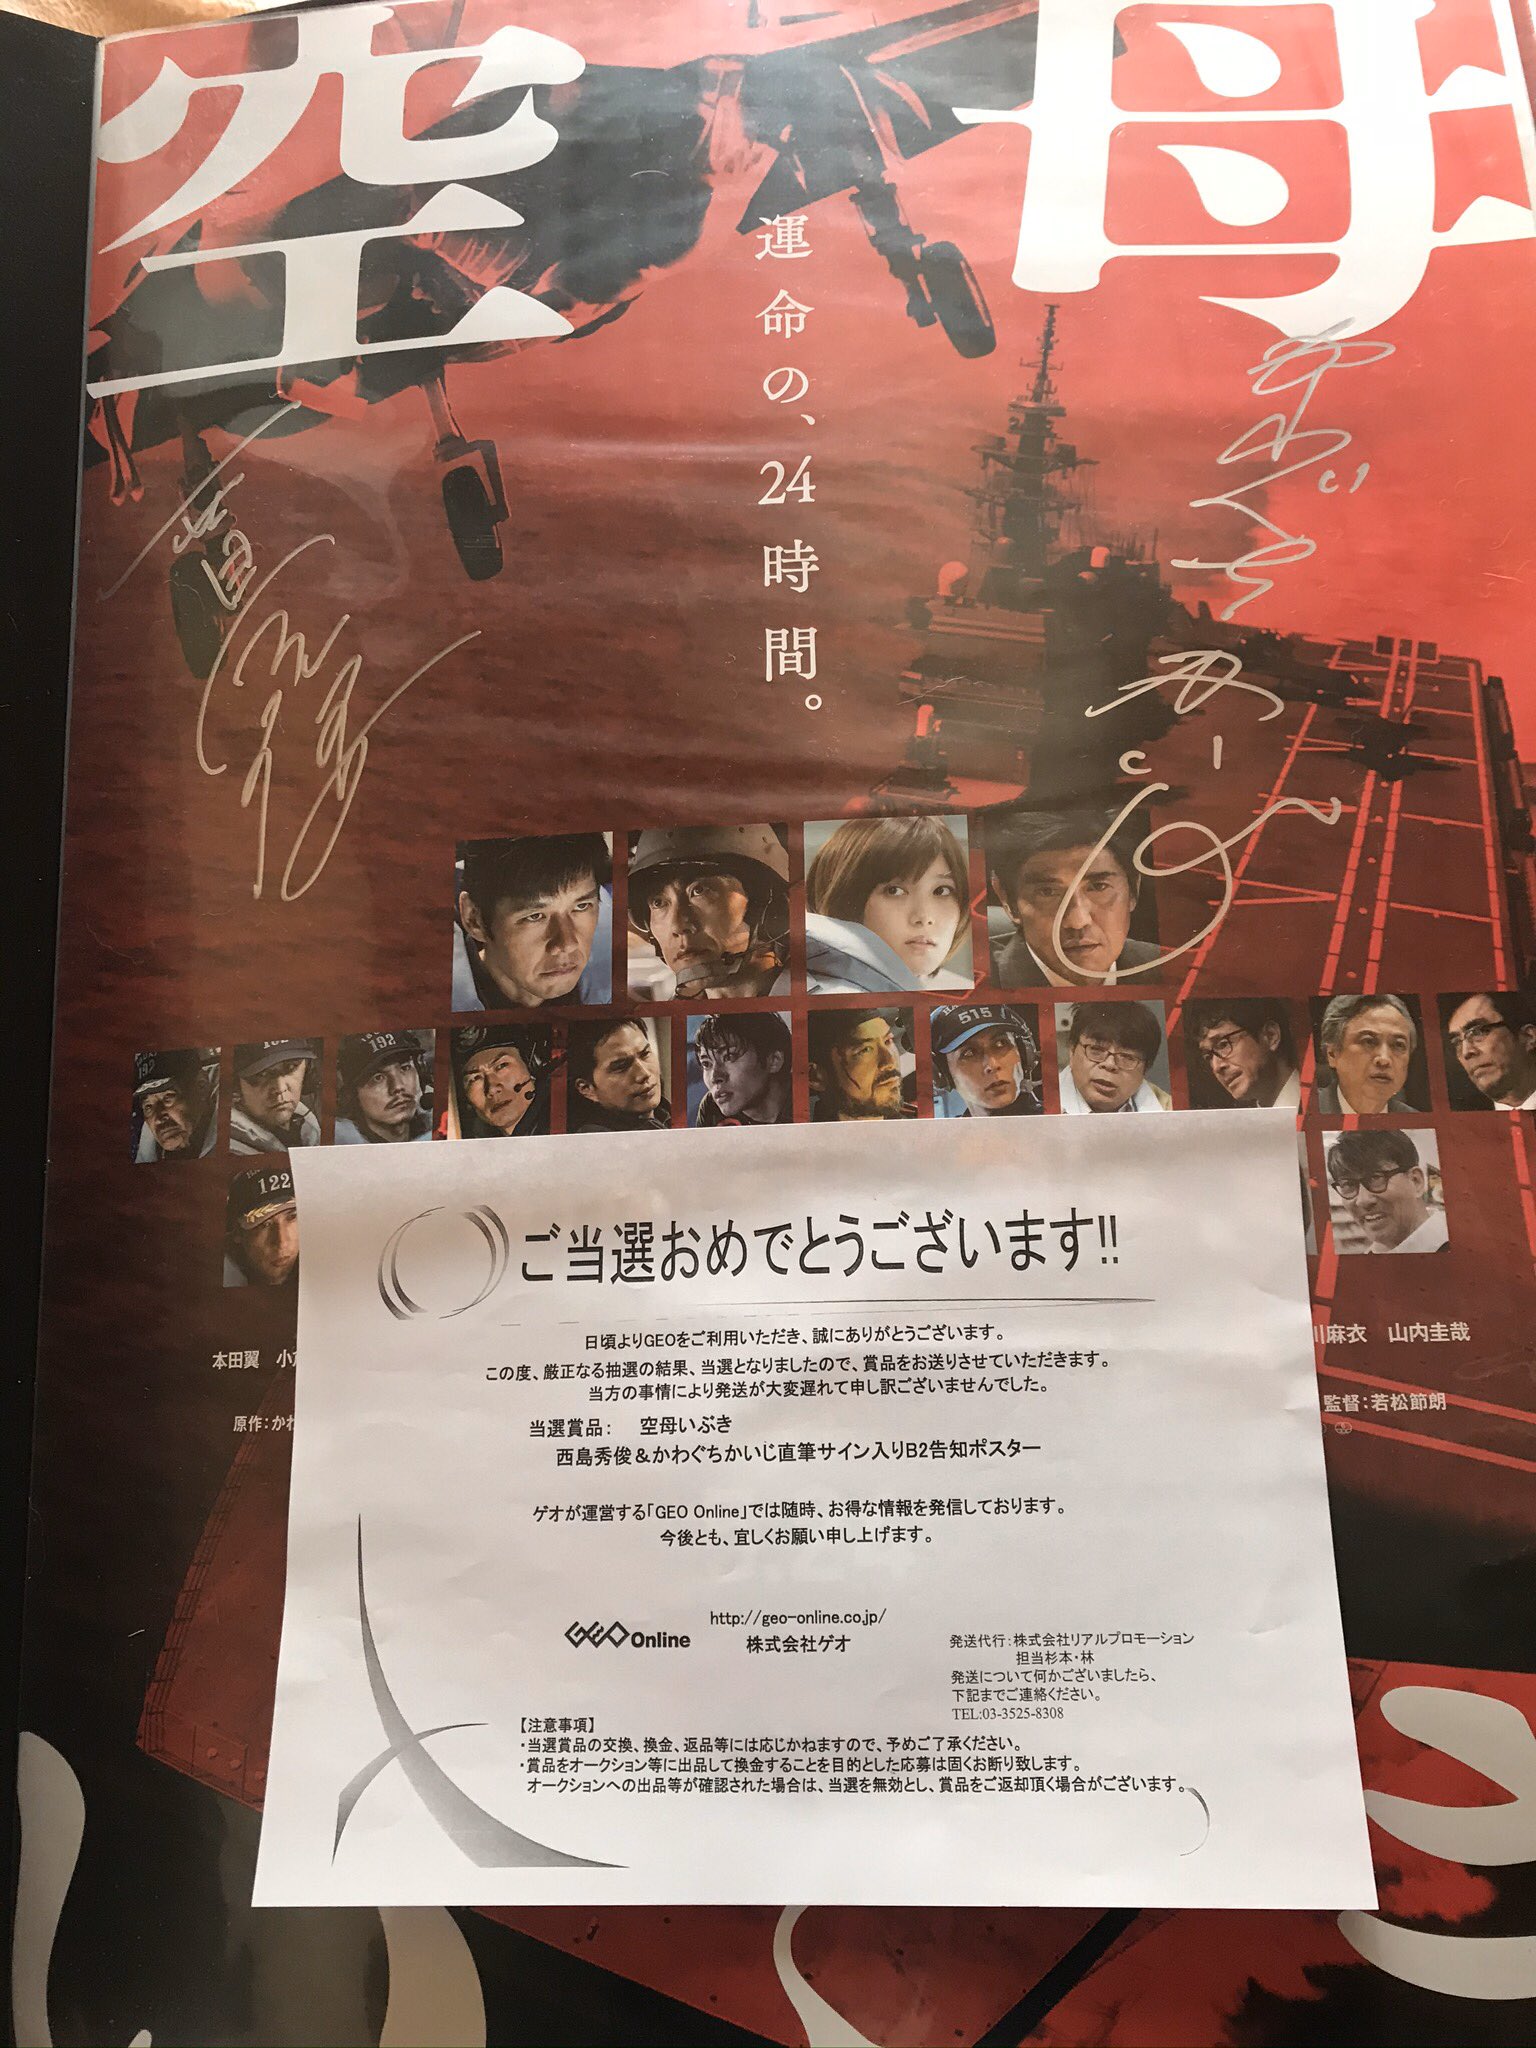 空母
運命の、24時間。
かわぐちかいじ
192
192
515
122
本田翼
川麻衣 山内圭哉
原作:かわ
監督:若松節朗
ご当選おめでとうございます!!
日頃よりGEOをご利用いただき、誠にありがとうございます。
この度、厳正なる抽選の結果、当選となりましたので、賞品をお送りさせていただきます。
当方の事情により発送が大変遅れて申し訳ございませんでした。
当選賞品: 空母いぶき
西島秀俊&かわぐちかいじ直筆サイン入りB2告知ポスター
ゲオが運営する「GEO Online」では随時、お得な情報を発信しております。
今後とも、宜しくお願い申し上げます。
GEO Online
http://geo-online.co.jp/
株式会社ゲオ
発送代行:株式会社リアルプロモーション
担当杉本・林
発送について何かございましたら、
下記までご連絡ください。
TEL:03-3525-8308
【注意事項】
・当選賞品の交換、換金、返品等には応じかねますので、予めご了承ください。
・賞品をオークション等に出品して換金することを目的とした応募は固くお断り致します。
オークションへの出品等が確認された場合は、当選を無効とし、賞品をご返却頂く場合がございます。